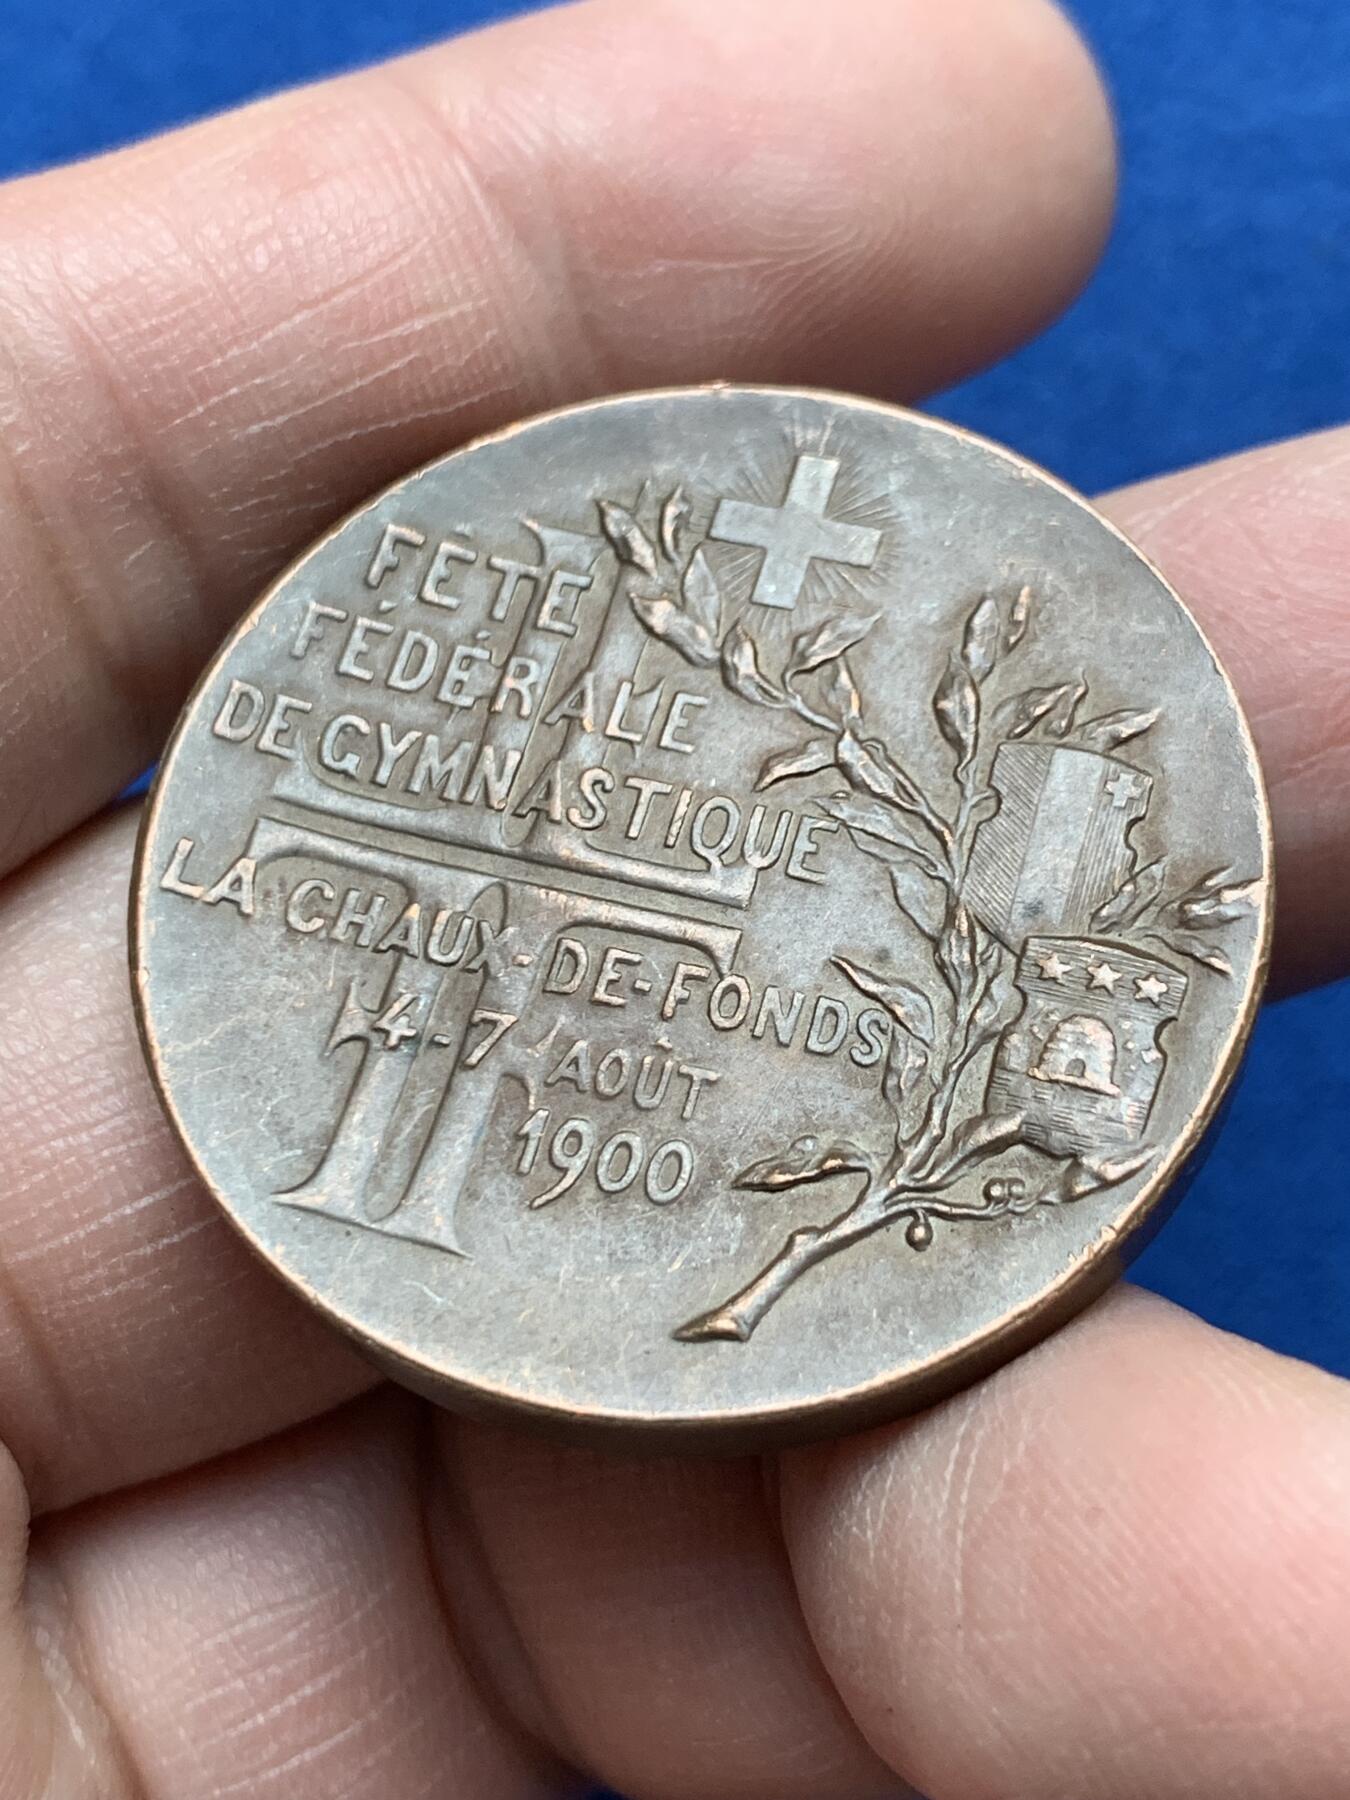 FÊTE
FÉDÉRALE
DE GYMNASTIQUE
LA CHAUX-DE-FONDS
4-7 AOÛT
1900